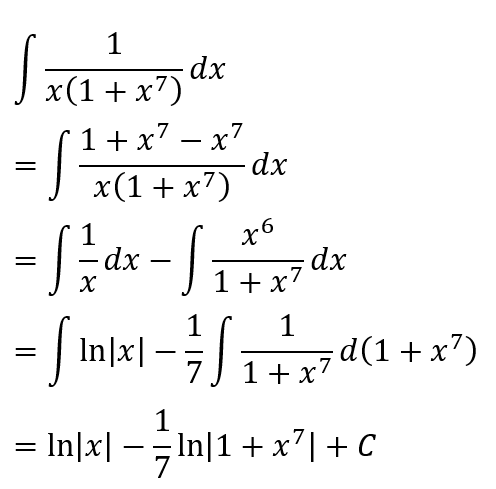 ∫ 1/(x(1 + x⁷)) dx
= ∫ (1 + x⁷ − x⁷)/(x(1 + x⁷)) dx
= ∫ 1/x dx − ∫ x⁶/(1 + x⁷) dx
= ∫ ln|x| − 1/7 ∫ 1/(1 + x⁷) d(1 + x⁷)
= ln|x| − 1/7 ln|1 + x⁷| + C